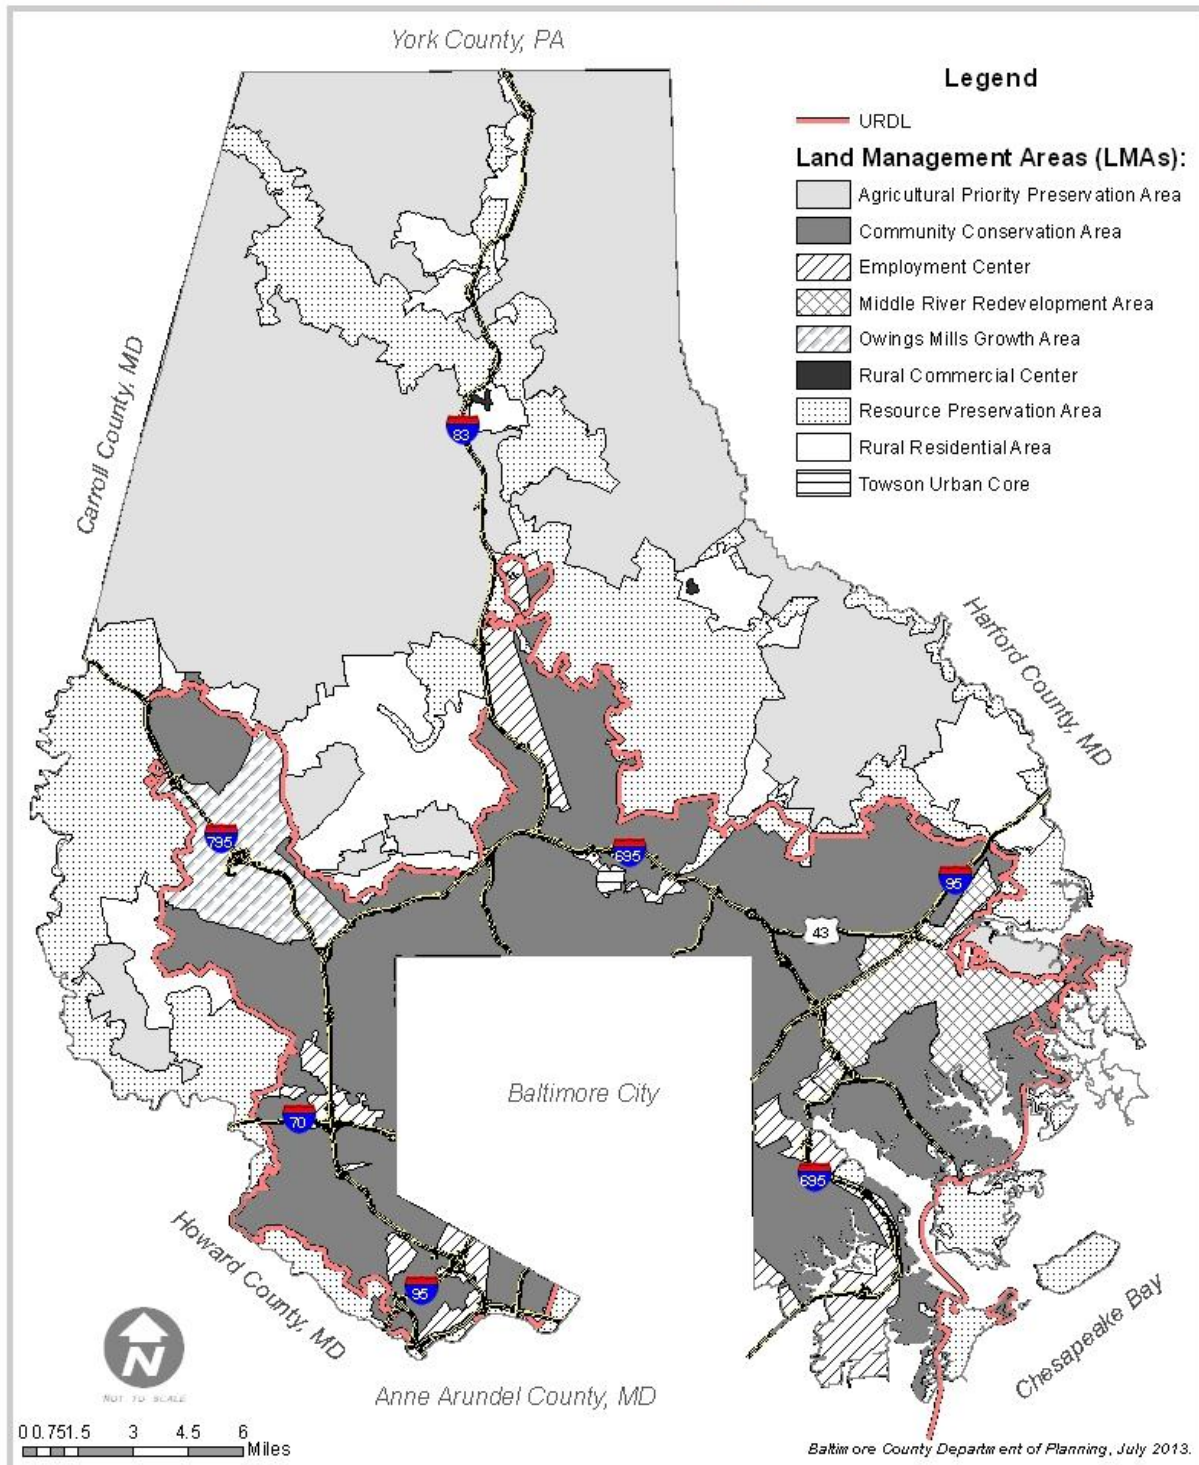 York County, PA
Legend
URDL
Land Management Areas (LMAs):
Agricultural Priority Preservation Area
Community Conservation Area
Employment Center
Middle River Redevelopment Area
Owings Mills Growth Area
Rural Commercial Center
Resource Preservation Area
Rural Residential Area
Towson Urban Core
Carroll County, MD
83
Harford County, MD
795
695
95
43
Baltimore City
70
695
Howard County, MD
95
Chesapeake Bay
N
NOT TO SCALE
Anne Arundel County, MD
0 0.75 1.5 3 4.5 6
Miles
Baltimore County Department of Planning, July 2013.